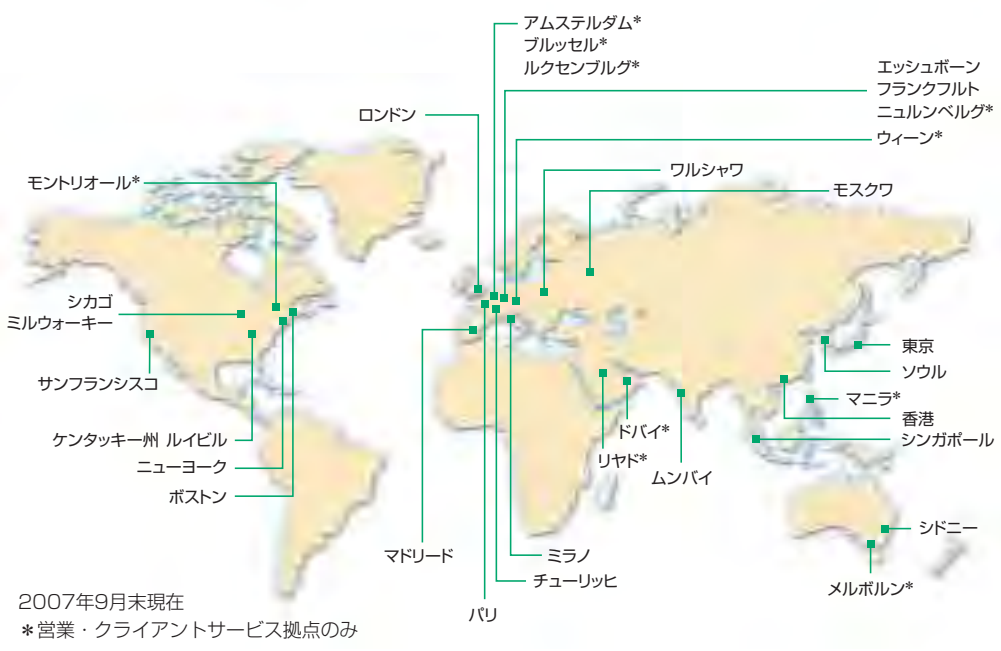 アムステルダム*
ブルッセル*
ルクセンブルグ*
エッシュボーン
フランクフルト
ニュルンベルグ*
ロンドン
ウィーン*
ワルシャワ
モントリオール*
モスクワ
シカゴ
ミルウォーキー
サンフランシスコ
東京
ソウル
マニラ*
香港
シンガポール
ケンタッキー州 ルイビル
ニューヨーク
ボストン
ドバイ*
リヤド*
ムンバイ
シドニー
マドリード
ミラノ
チューリッヒ
メルボルン*
パリ
2007年9月末現在
*営業・クライアントサービス拠点のみ